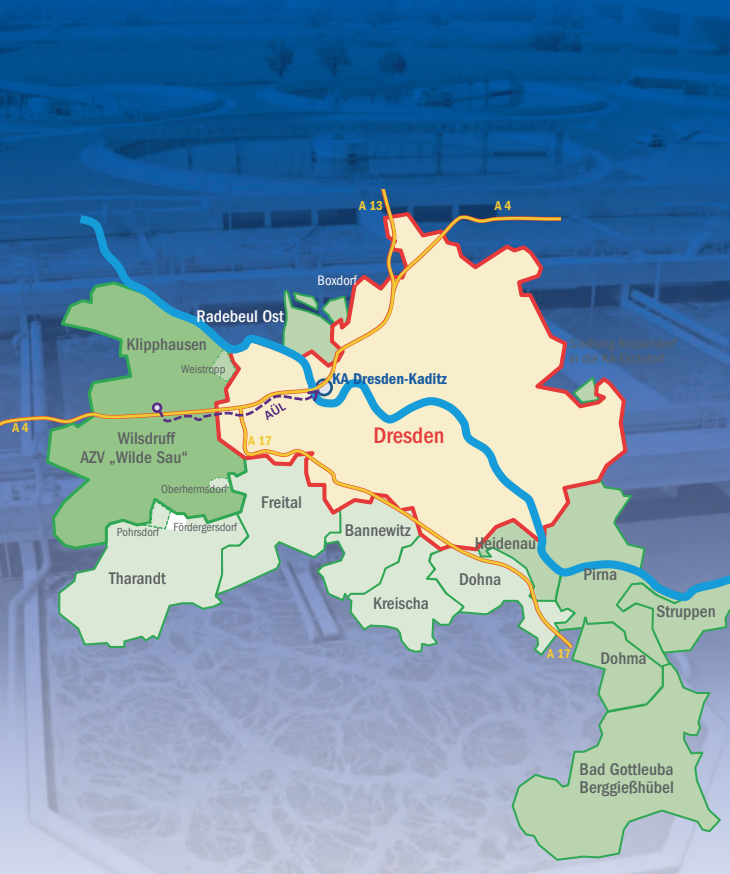 A 13
A 4
Boxdorf
Radebeul Ost
Klipphausen
Weistropp
KA Dresden-Kaditz
AÜL
A 4
Wilsdruff
AZV „Wilde Sau“
A 17
Dresden
Oberhermsdorf
Freital
Pohrsdorf
Fördergersdorf
Bannewitz
Heidenau
Tharandt
Dohna
Pirna
Kreischa
Struppen
A 17
Dohma
Bad Gottleuba
Berggießhübel